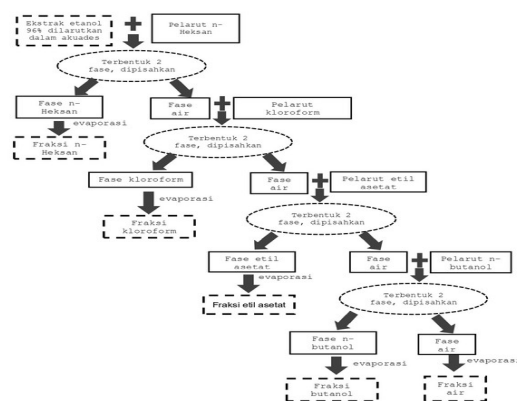 Ekstrak etanol
96% dilarutkan
dalam akuades
Pelarut n-
Heksan
Terbentuk 2
fase, dipisahkan
Fase n-
Heksan
Fase
air
Pelarut
kloroform
evaporasi
Fraksi n-
Heksan
Terbentuk 2
fase, dipisahkan
Fase kloroform
Fase
air
Pelarut etil
asetat
evaporasi
Fraksi
kloroform
Terbentuk 2
fase, dipisahkan
Fase etil
asetat
Fase
air
Pelarut n-
butanol
evaporasi
Fraksi etil asetat
Terbentuk 2
fase, dipisahkan
Fase n-
butanol
Fase
air
evaporasi
evaporasi
Fraksi
butanol
Fraksi
air